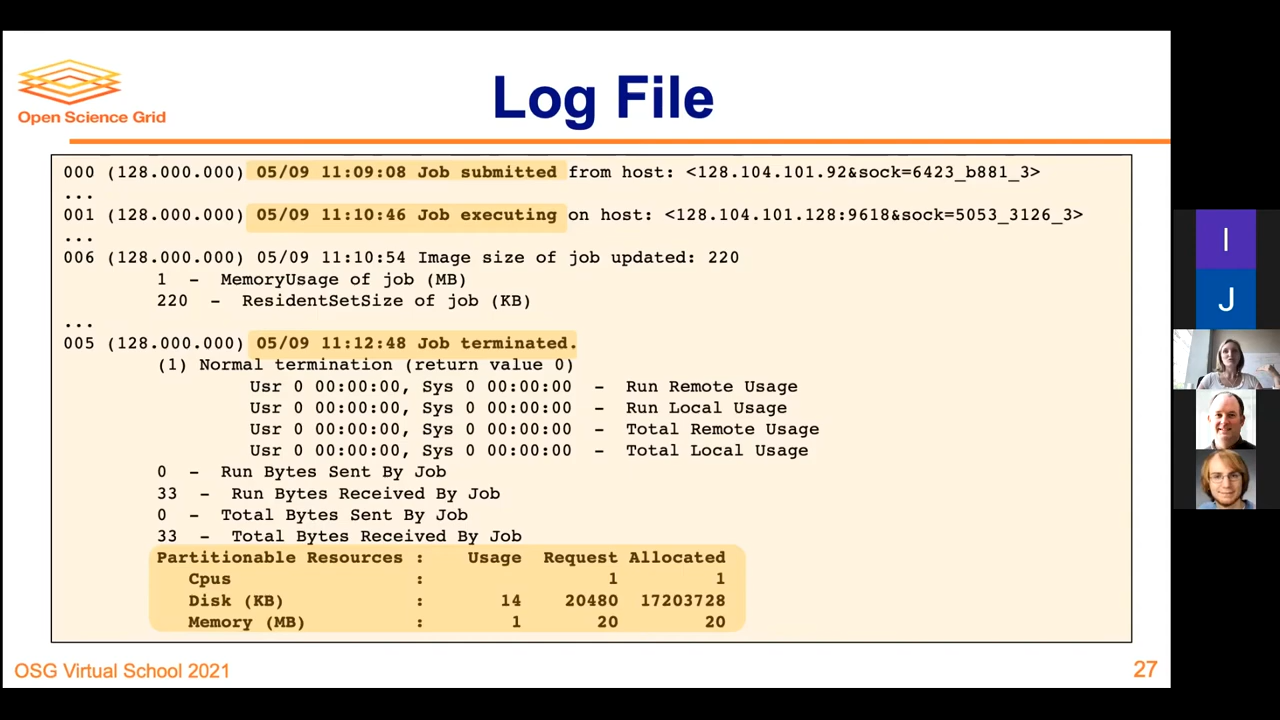 Open Science Grid
Log File
000 (128.000.000) 05/09 11:09:08 Job submitted from host: <128.104.101.92&sock=6423_b881_3>
...
001 (128.000.000) 05/09 11:10:46 Job executing on host: <128.104.101.128:9618&sock=5053_3126_3>
...
006 (128.000.000) 05/09 11:10:54 Image size of job updated: 220
1 – MemoryUsage of job (MB)
220 – ResidentSetSize of job (KB)
...
005 (128.000.000) 05/09 11:12:48 Job terminated.
(1) Normal termination (return value 0)
Usr 0 00:00:00, Sys 0 00:00:00 – Run Remote Usage
Usr 0 00:00:00, Sys 0 00:00:00 – Run Local Usage
Usr 0 00:00:00, Sys 0 00:00:00 – Total Remote Usage
Usr 0 00:00:00, Sys 0 00:00:00 – Total Local Usage
0 – Run Bytes Sent By Job
33 – Run Bytes Received By Job
0 – Total Bytes Sent By Job
33 – Total Bytes Received By Job
Partitionable Resources : Usage Request Allocated
Cpus : 1 1
Disk (KB) : 14 20480 17203728
Memory (MB) : 1 20 20
OSG Virtual School 2021
27
I
J